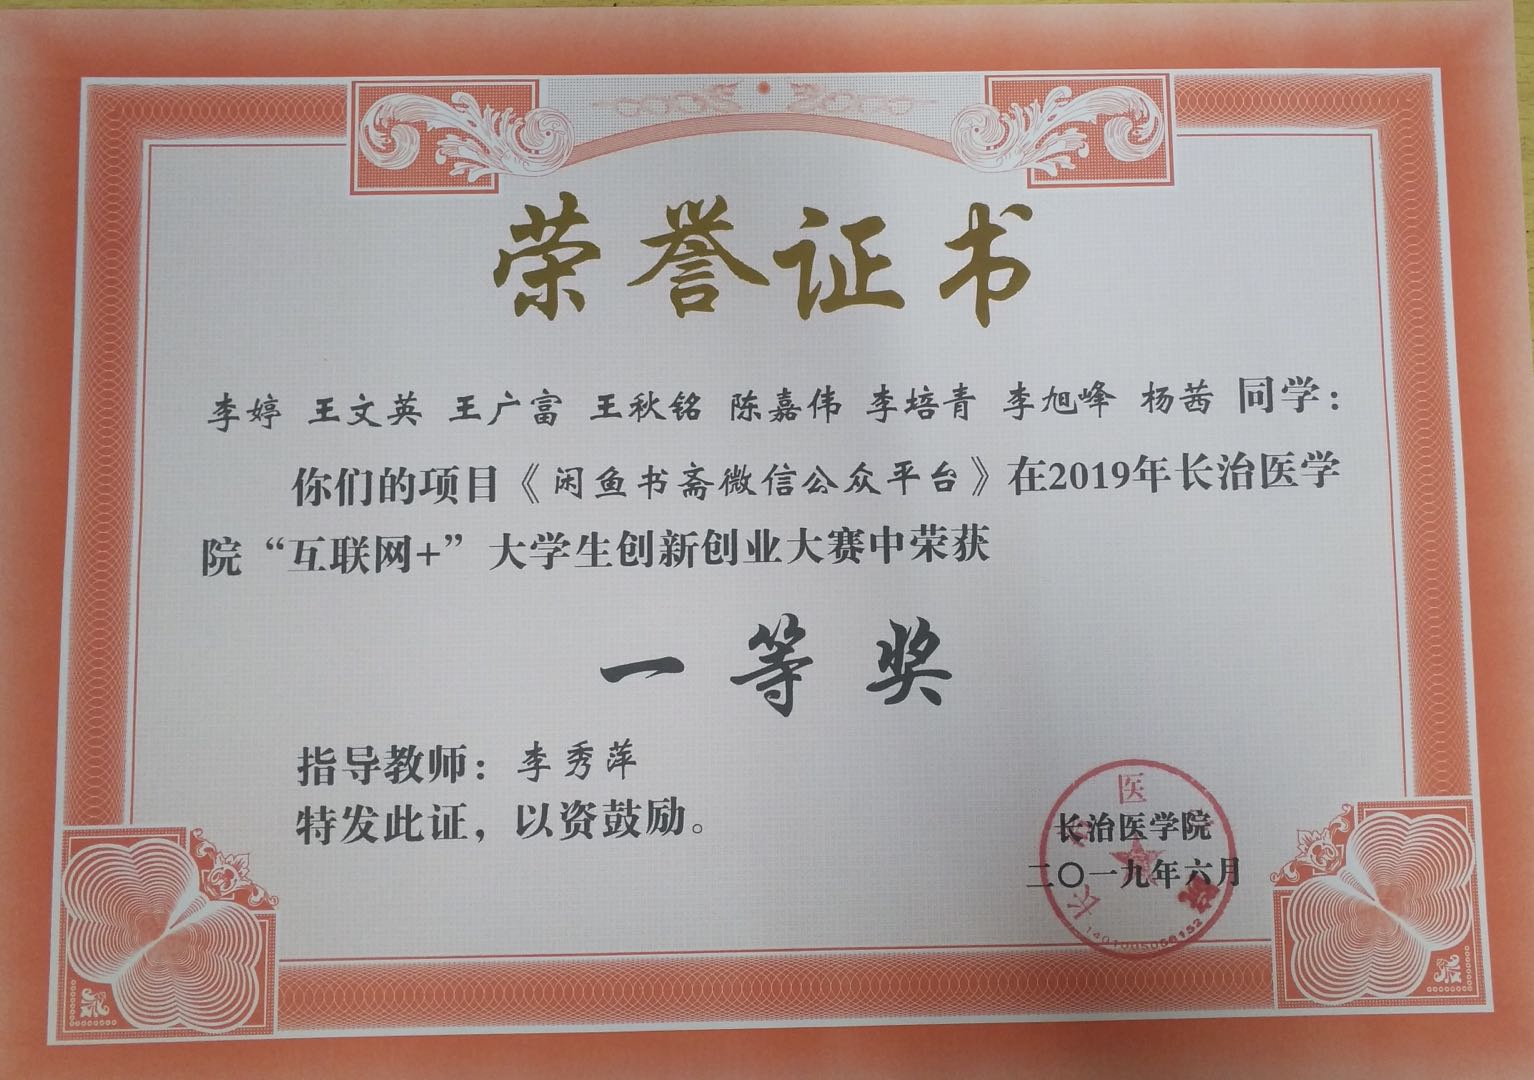 荣誉证书
李婷 王文英 王广富 王秋铭 陈嘉伟 李培青 李旭峰 杨茜 同学：
你们的项目《闲鱼书斋微信公众平台》在2019年长治医学
院“互联网+”大学生创新创业大赛中荣获
一等奖
指导教师：李秀萍
特发此证，以资鼓励。
长治医学院
二〇一九年六月